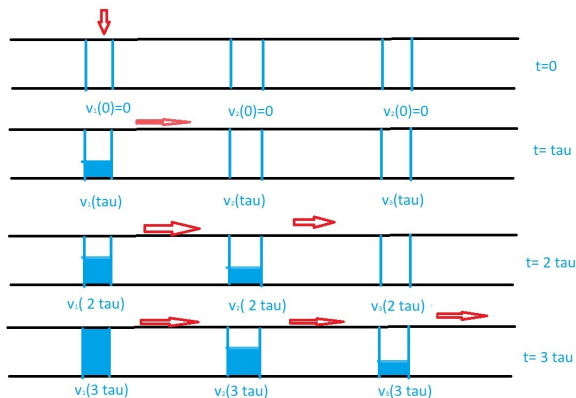 t=0
v₁(0)=0 v₂(0)=0 v₂(0)=0
t= tau
v₁(tau) v₂(tau) v₃(tau)
t= 2 tau
v₁( 2 tau) v₂( 2 tau) v₃(2 tau)
t= 3 tau
v₁(3 tau) v₂(3 tau) v₃(3 tau)